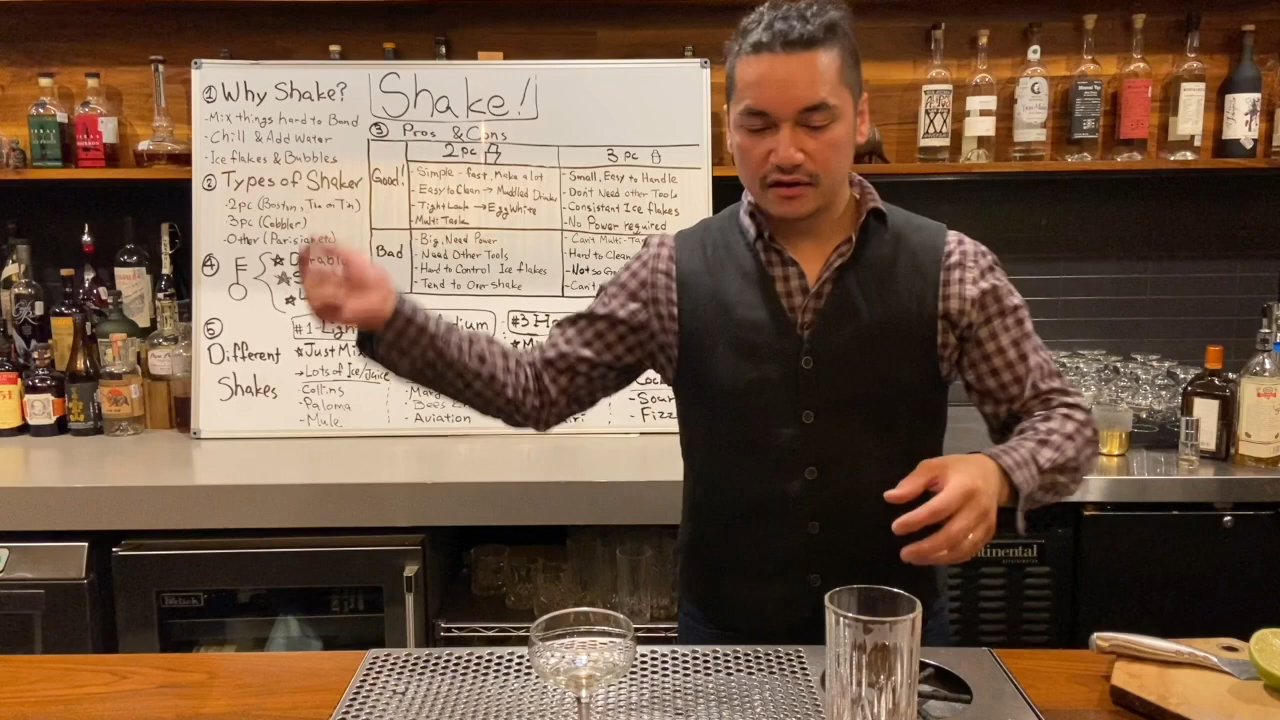 ① Why Shake?
- Mix things hard to Bond
- Chill & Add Water
- Ice flakes & Bubbles
② Types of Shaker
- 2pc (Boston, Tin on Tin)
- 3pc (Cobbler)
- Other (Parisian etc)
④
⑤ Different Shakes
Shake!
③ Pros & Cons
2pc
3pc
Good!
- Simple - fast, Make a lot
- Easy to Clean → Muddled Drinks
- Tight Lock → Egg White
Multi Task
- Small, Easy to Handle
- Don't Need other Tools
- Consistant Ice flakes
- No Power required
Bad
- Big, Need Power
- Need Other Tools
- Hard to Control Ice flakes
- Tend to Over shake
- Can't Multi-
- Hard to Clean
- Not so
- Can't
#1 -
★ Just Mix
→ Lots of Ice/Juice
- Collins
- Paloma
- Mule
- Aviation
#3
- Sour
- Fizz